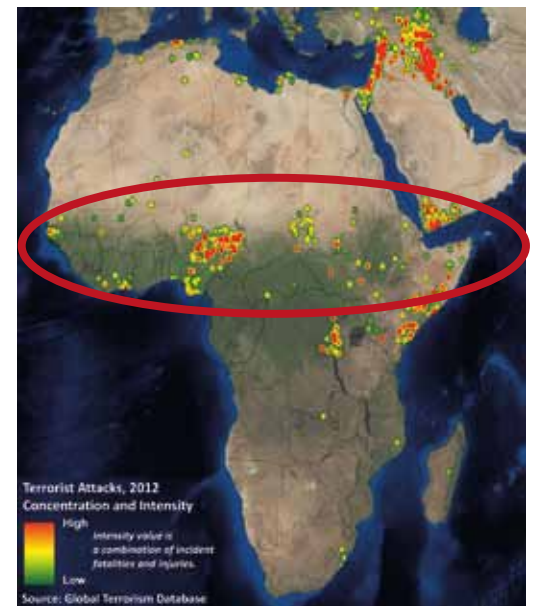 Terrorist Attacks, 2012
Concentration and Intensity
High
Intensity value is
a combination of incident
fatalities and injuries.
Low
Source: Global Terrorism Database